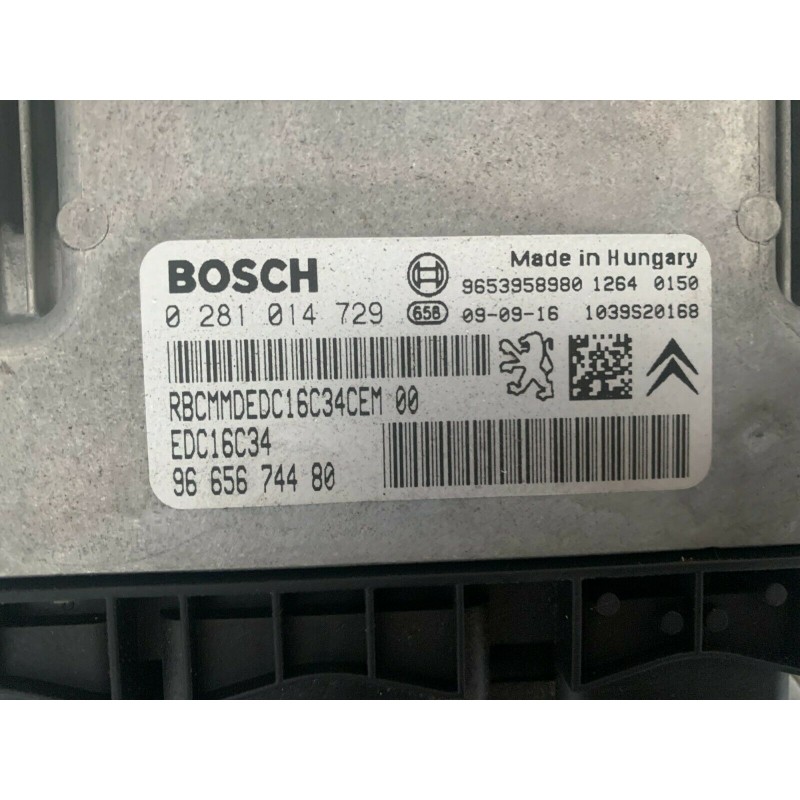 BOSCH
Made in Hungary
9653958980 1264 0150
0 281 014 729 656 09-09-16 1039S20168
RBCMMDEDC16C34CEM 00
EDC16C34
96 656 744 80